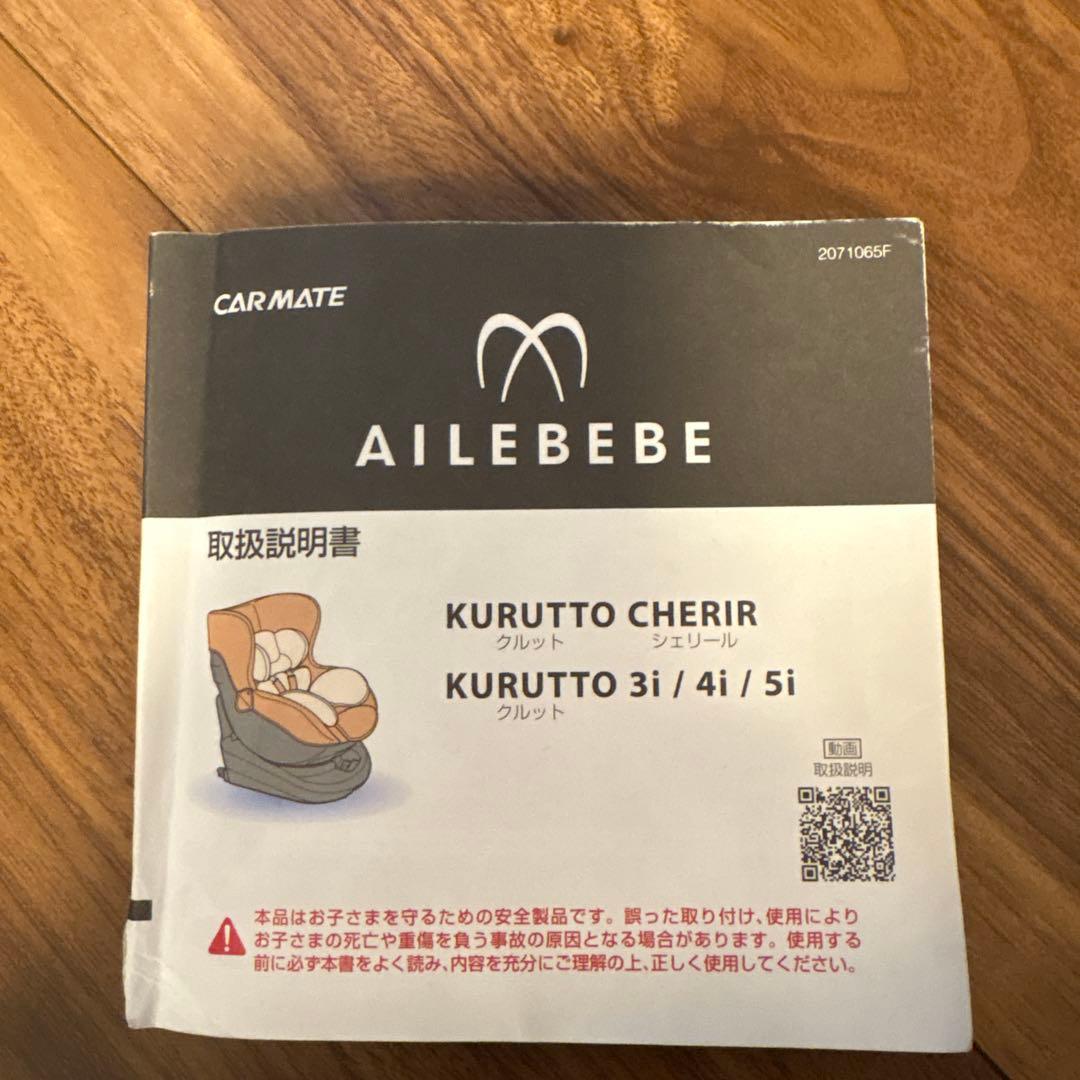 2071065F
CARMATE
AILEBEBE
取扱説明書
KURUTTO CHERIR
クルット シェリール
KURUTTO 3i / 4i / 5i
クルット
動画
取扱説明
本品はお子さまを守るための安全製品です。誤った取り付け、使用により
お子さまの死亡や重傷を負う事故の原因となる場合があります。使用する
前に必ず本書をよく読み、内容を充分にご理解の上、正しく使用してください。